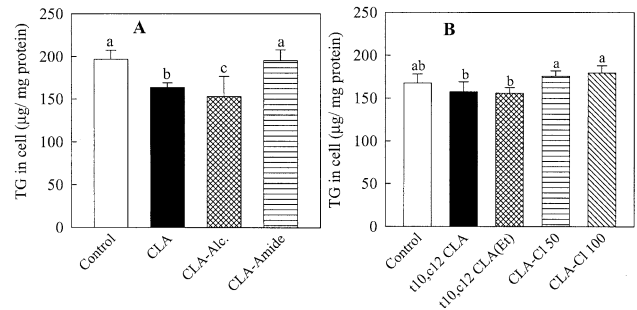 A
TG in cell (μg/ mg protein)
250
200
150
100
50
0
a
b
c
a
Control
CLA
CLA-Alc.
CLA-Amide
B
TG in cell (μg/ mg protein)
250
200
150
100
50
0
ab
b
b
a
a
Control
t10,c12 CLA
t10,c12 CLA(Et)
CLA-Cl 50
CLA-Cl 100